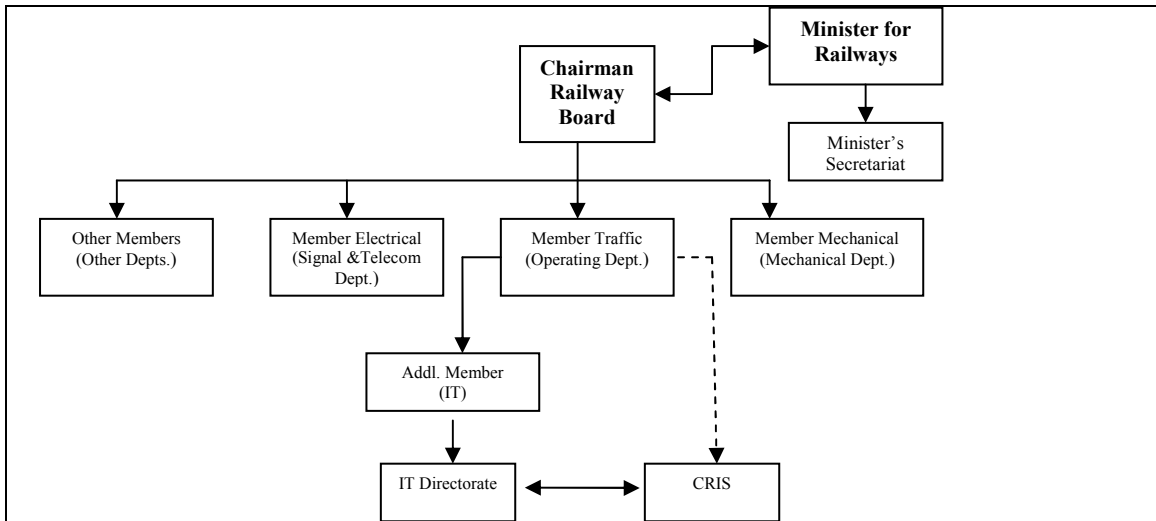 Minister for
Railways
Chairman
Railway
Board
Minister’s
Secretariat
Other Members
(Other Depts.)
Member Electrical
(Signal &Telecom
Dept.)
Member Traffic
(Operating Dept.)
Member Mechanical
(Mechanical Dept.)
Addl. Member
(IT)
IT Directorate
CRIS